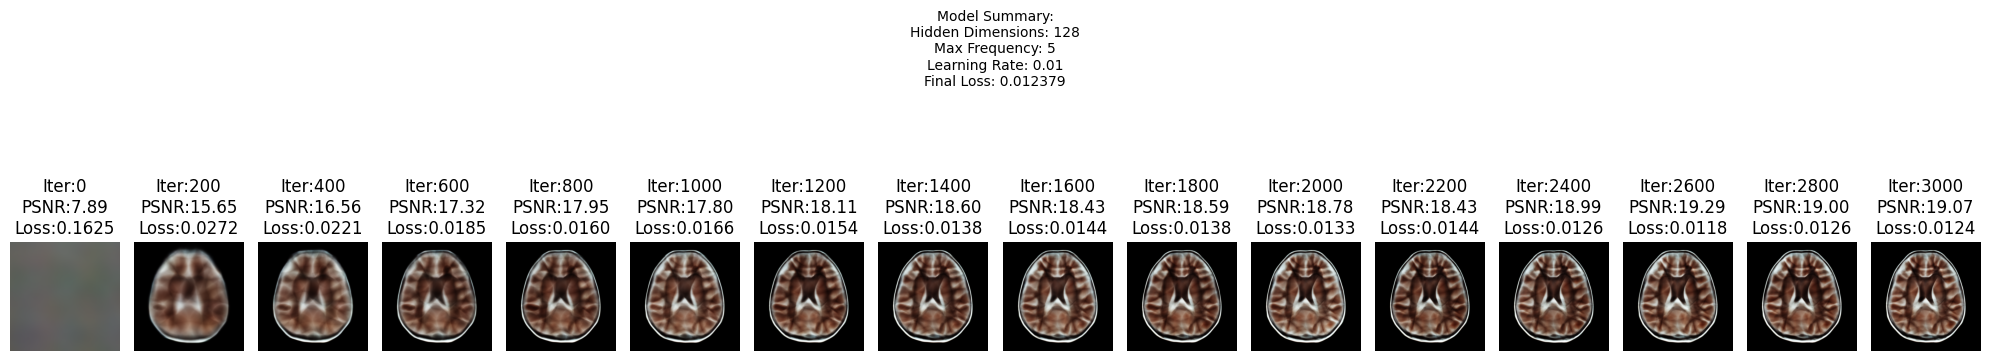 Model Summary:
Hidden Dimensions: 128
Max Frequency: 5
Learning Rate: 0.01
Final Loss: 0.012379
Iter:0
PSNR:7.89
Loss:0.1625
Iter:200
PSNR:15.65
Loss:0.0272
Iter:400
PSNR:16.56
Loss:0.0221
Iter:600
PSNR:17.32
Loss:0.0185
Iter:800
PSNR:17.95
Loss:0.0160
Iter:1000
PSNR:17.80
Loss:0.0166
Iter:1200
PSNR:18.11
Loss:0.0154
Iter:1400
PSNR:18.60
Loss:0.0138
Iter:1600
PSNR:18.43
Loss:0.0144
Iter:1800
PSNR:18.59
Loss:0.0138
Iter:2000
PSNR:18.78
Loss:0.0133
Iter:2200
PSNR:18.43
Loss:0.0144
Iter:2400
PSNR:18.99
Loss:0.0126
Iter:2600
PSNR:19.29
Loss:0.0118
Iter:2800
PSNR:19.00
Loss:0.0126
Iter:3000
PSNR:19.07
Loss:0.0124